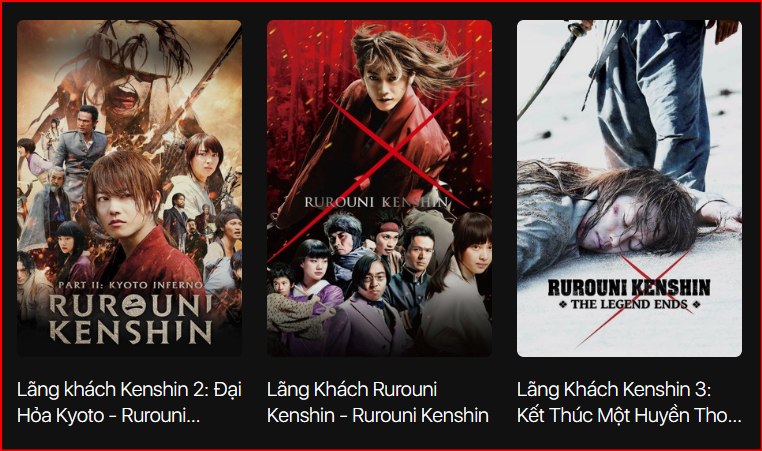 PART II: KYOTO INFERNO
RUROUNI
KENSHIN
Lãng khách Kenshin 2: Đại
Hỏa Kyoto - Rurouni...
RUROUNI KENSHIN
Lãng Khách Rurouni
Kenshin - Rurouni Kenshin
RUROUNI KENSHIN
THE LEGEND ENDS
Lãng Khách Kenshin 3:
Kết Thúc Một Huyền Tho...